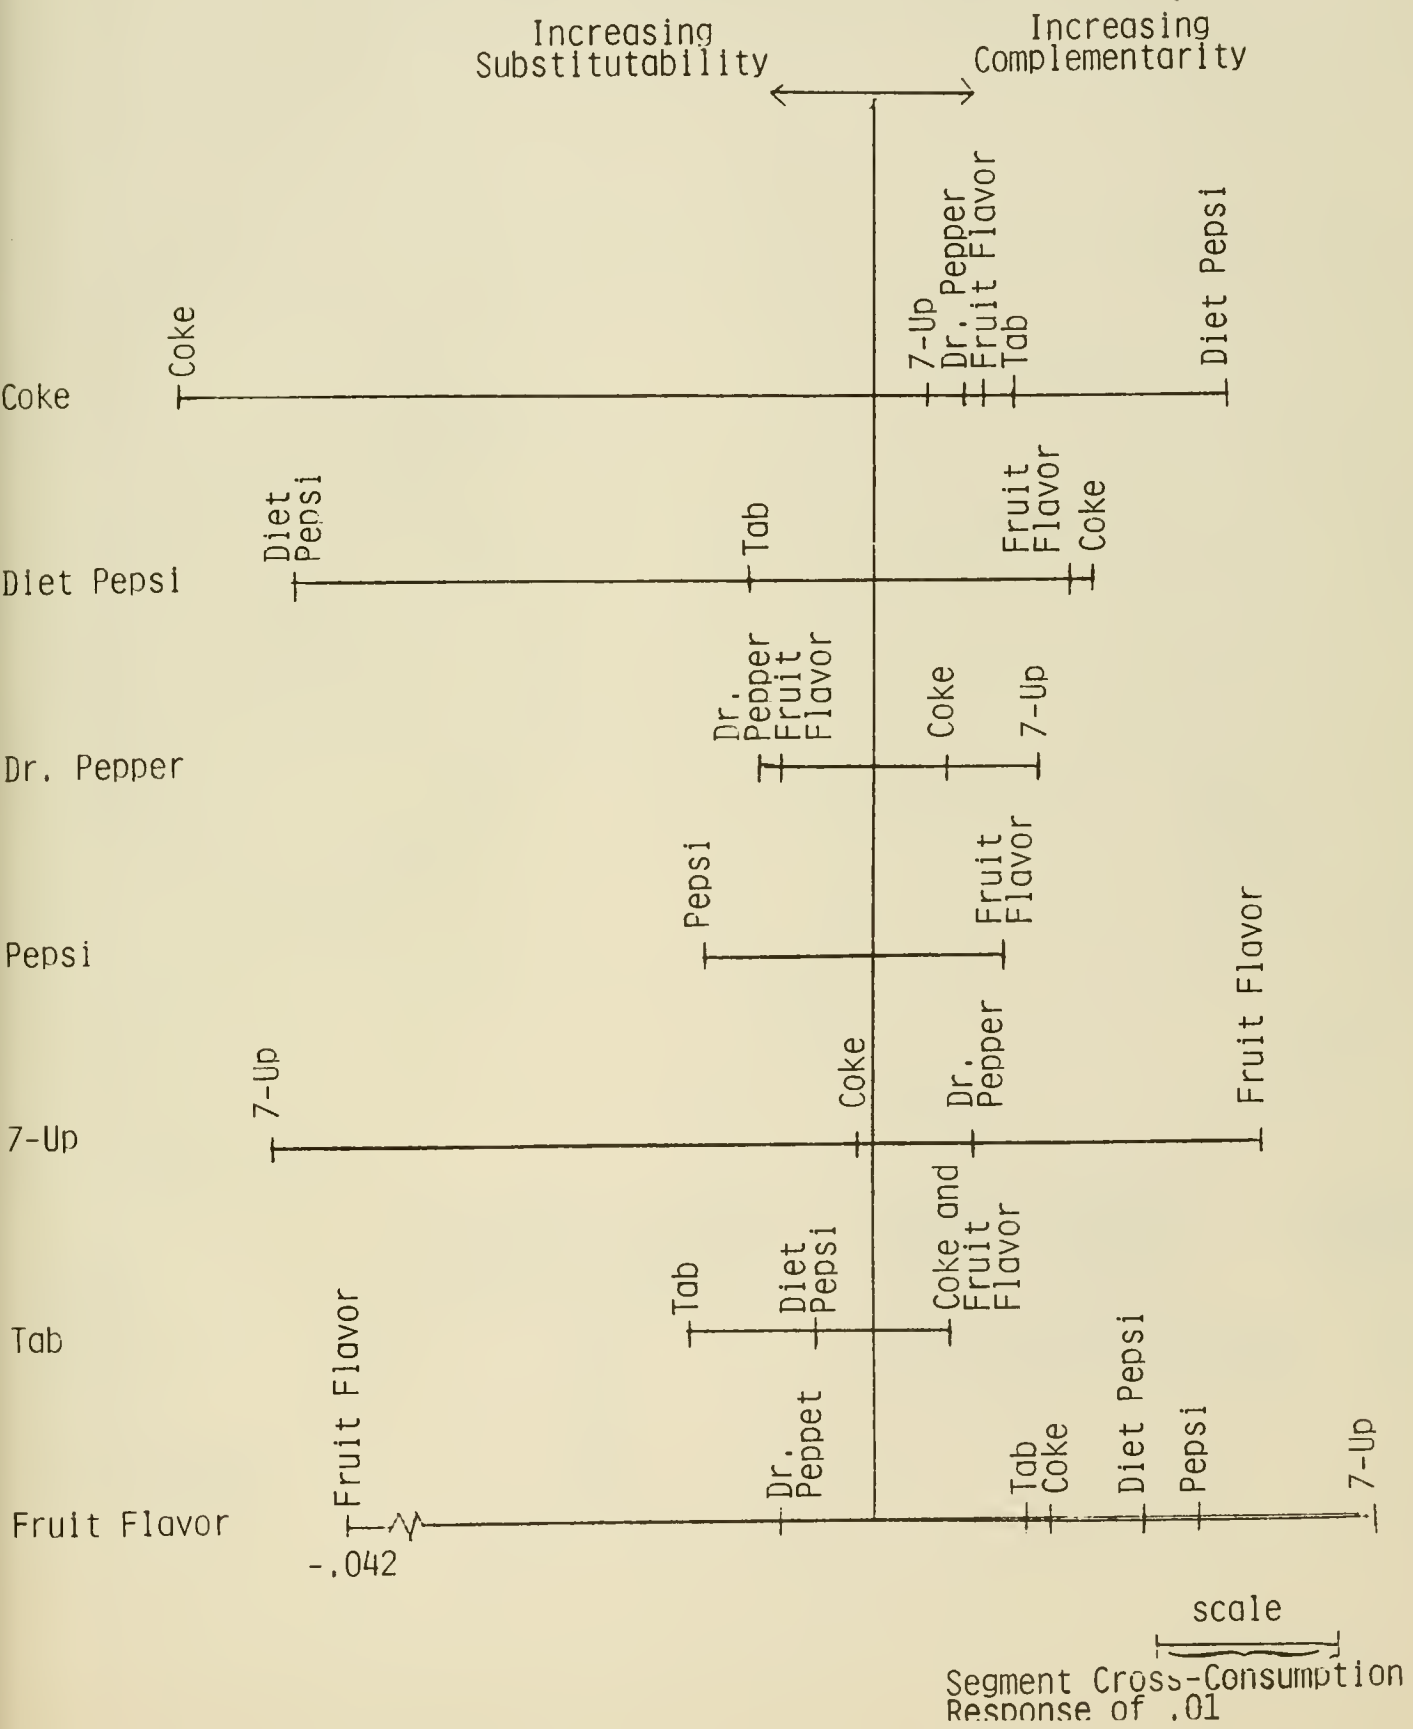 Increasing
Substitutability
Increasing
Complementarity
Coke
Coke
7-Up
Dr. Pepper
Fruit Flavor
Tab
Diet Pepsi
Diet Pepsi
Diet
Pepsi
Tab
Fruit
Flavor
Coke
Dr. Pepper
Dr.
Pepper
Fruit
Flavor
Coke
7-Up
Pepsi
Pepsi
Fruit
Flavor
7-Up
7-Up
Coke
Dr.
Pepper
Fruit Flavor
Tab
Tab
Diet
Pepsi
Coke and
Fruit
Flavor
Fruit Flavor
Fruit Flavor
-.042
Dr.
Peppet
Tab
Coke
Diet Pepsi
Pepsi
7-Up
scale
Segment Cross-Consumption
Response of .01